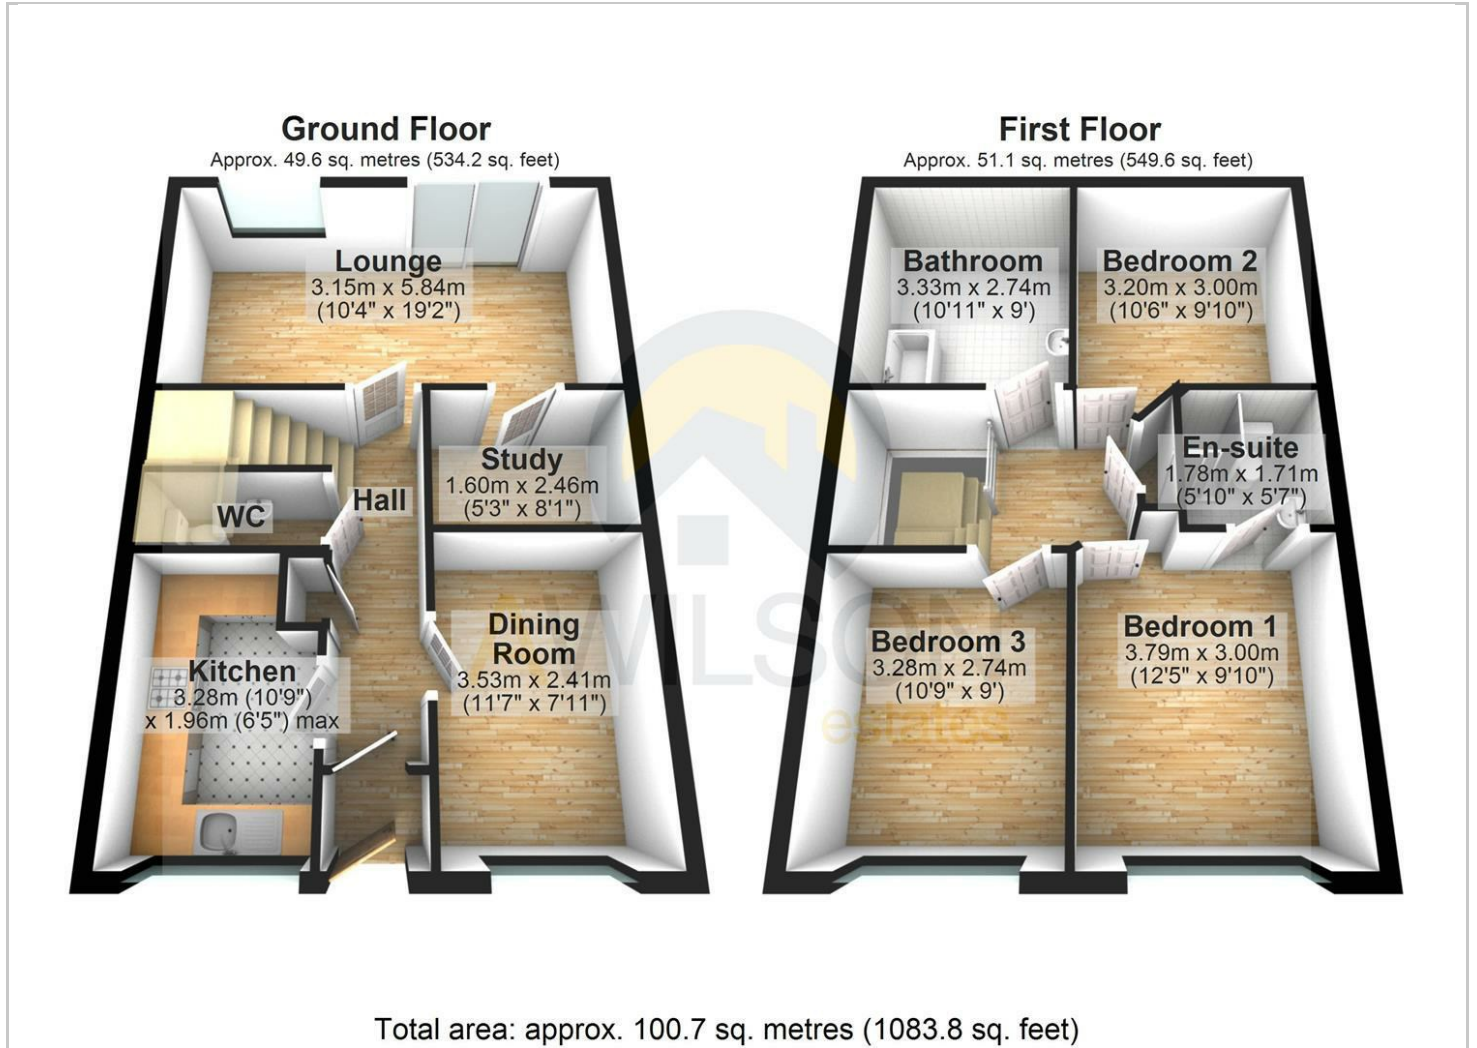 Ground Floor
Approx. 49.6 sq. metres (534.2 sq. feet)
Lounge
3.15m x 5.84m
(10'4" x 19'2")
Study
1.60m x 2.46m
(5'3" x 8'1")
Hall
WC
Dining
Room
3.53m x 2.41m
(11'7" x 7'11")
Kitchen
3.28m (10'9")
x 1.96m (6'5") max
First Floor
Approx. 51.1 sq. metres (549.6 sq. feet)
Bathroom
3.33m x 2.74m
(10'11" x 9')
Bedroom 2
3.20m x 3.00m
(10'6" x 9'10")
En-suite
1.78m x 1.71m
(5'10" x 5'7")
Bedroom 3
3.28m x 2.74m
(10'9" x 9')
Bedroom 1
3.79m x 3.00m
(12'5" x 9'10")
WILSON
estates
Total area: approx. 100.7 sq. metres (1083.8 sq. feet)